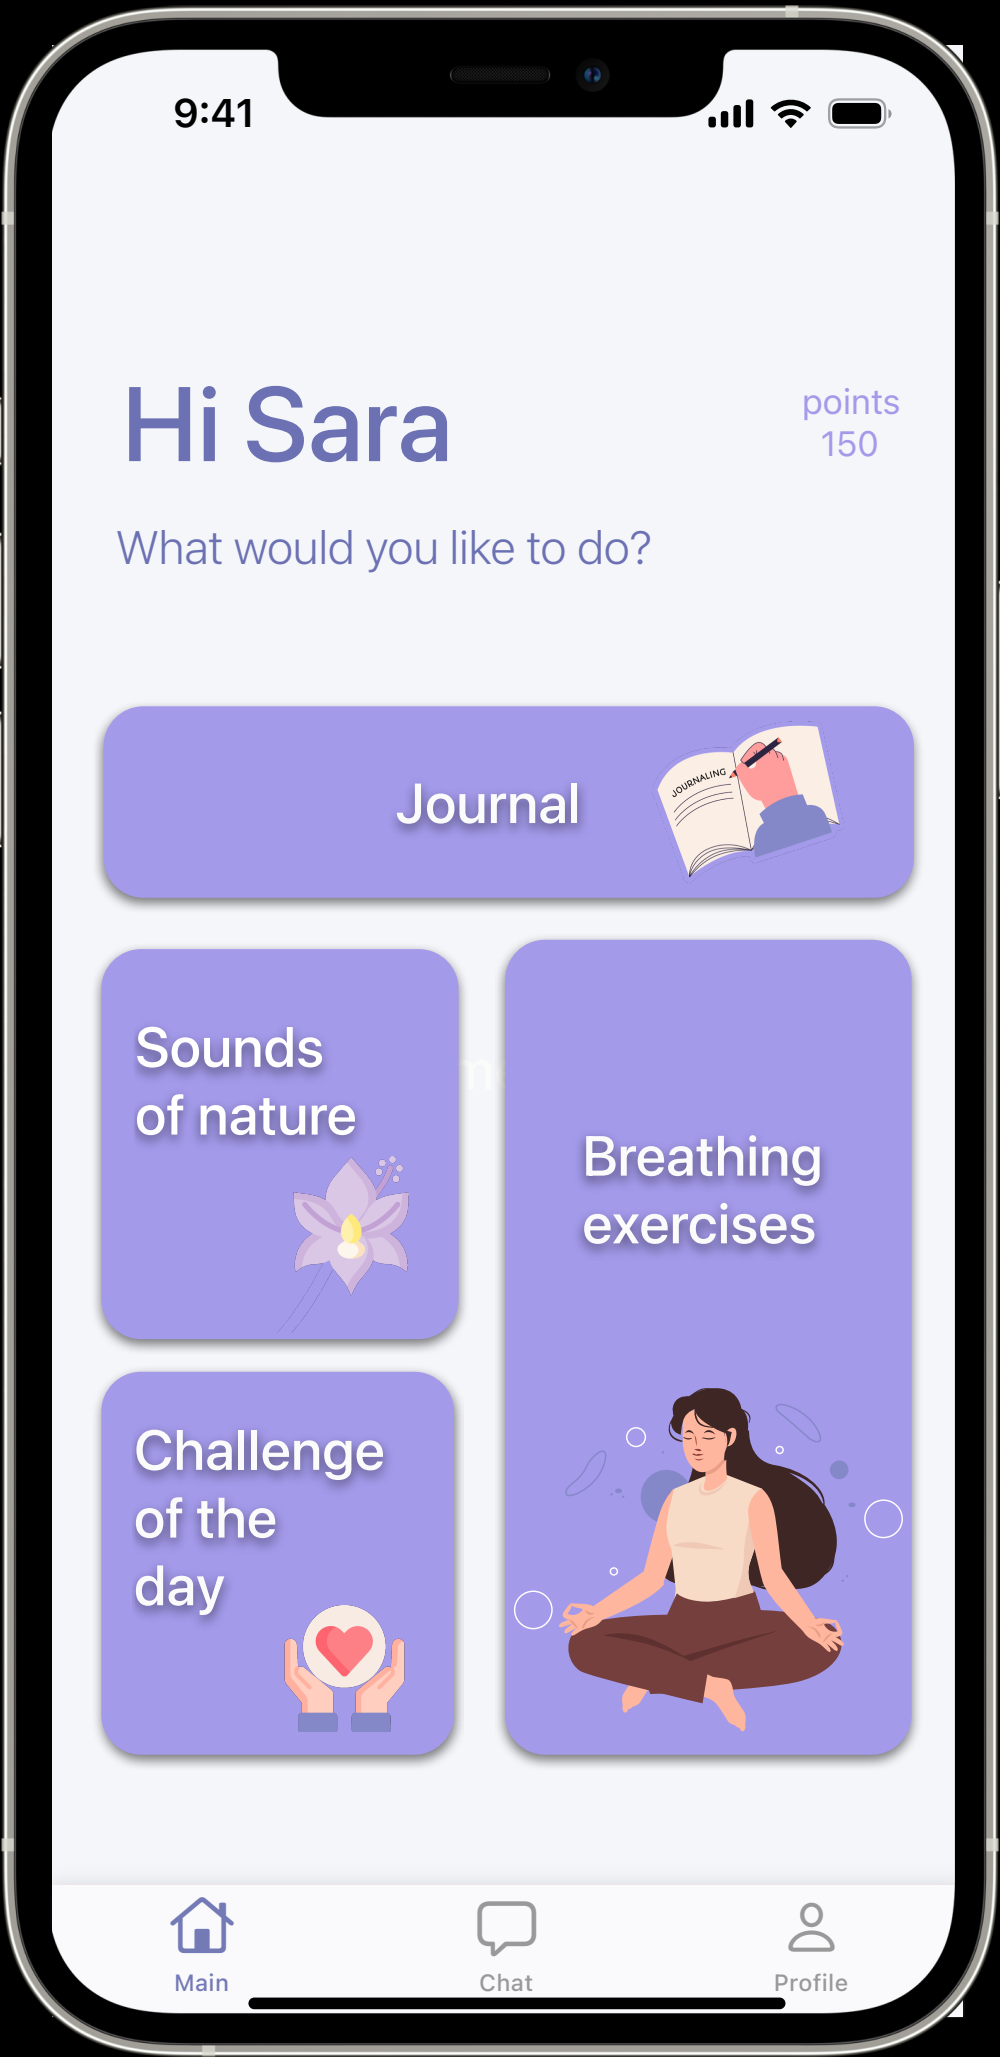 9:41
Hi Sara
points
150
What would you like to do?
Journal
JOURNALING
Sounds
of nature
Breathing
exercises
Challenge
of the
day
Main
Chat
Profile